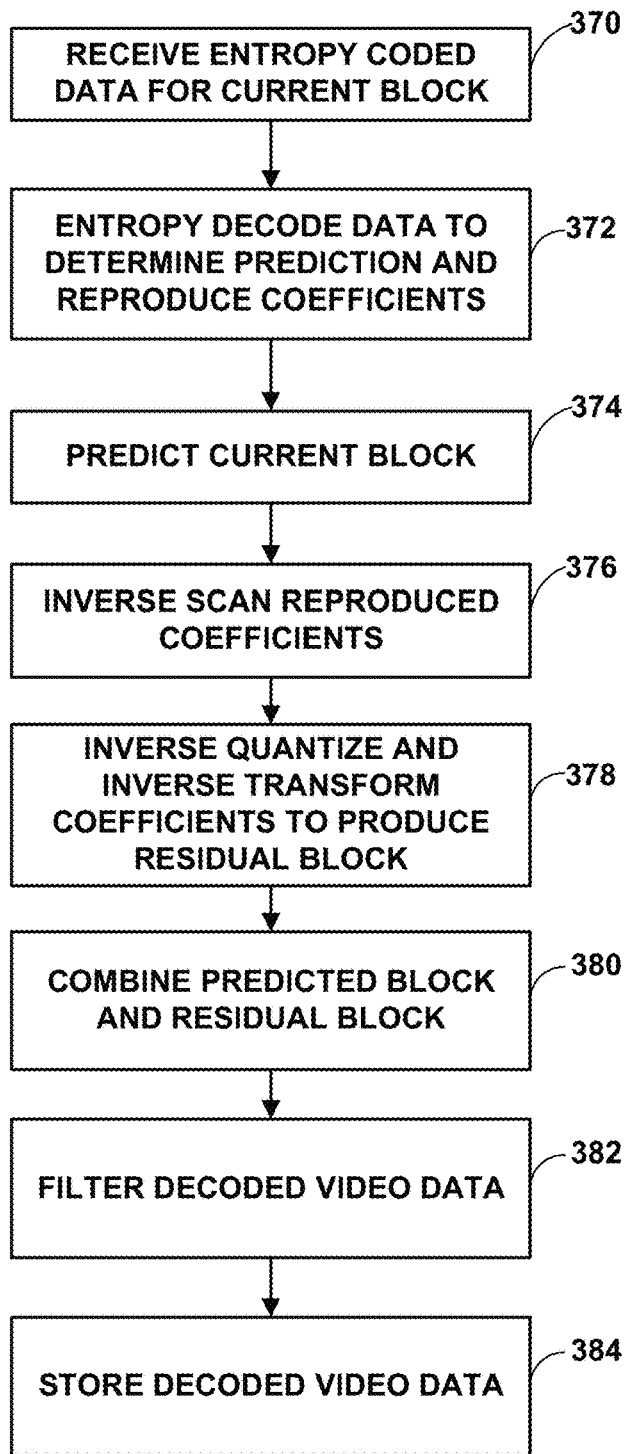 370
RECEIVE ENTROPY CODED
DATA FOR CURRENT BLOCK
372
ENTROPY DECODE DATA TO
DETERMINE PREDICTION AND
REPRODUCE COEFFICIENTS
374
PREDICT CURRENT BLOCK
376
INVERSE SCAN REPRODUCED
COEFFICIENTS
378
INVERSE QUANTIZE AND
INVERSE TRANSFORM
COEFFICIENTS TO PRODUCE
RESIDUAL BLOCK
380
COMBINE PREDICTED BLOCK
AND RESIDUAL BLOCK
382
FILTER DECODED VIDEO DATA
384
STORE DECODED VIDEO DATA